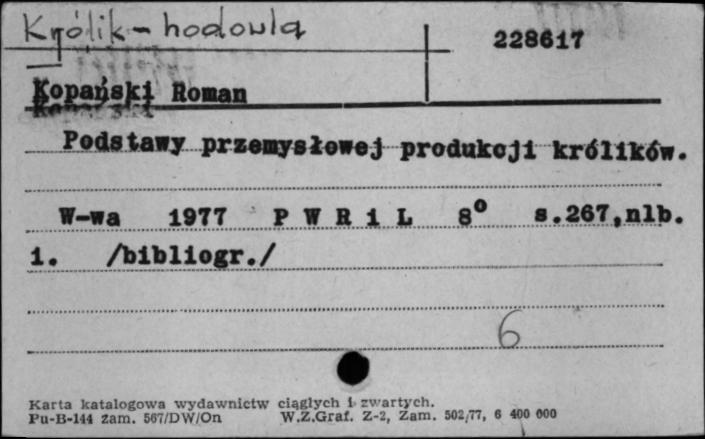 Królik - hodowla
228617
Kopański Roman
Podstawy przemysłowej produkcji królików.
W-wa 1977 P W R i L 8° s.267,nlb.
1. /bibliogr./
6
Karta katalogowa wydawnictw ciągłych i zwartych.
Pu-B-144 Zam. 567/DW/On W.Z.Graf. Z-2, Zam. 502/77, 6 400 000